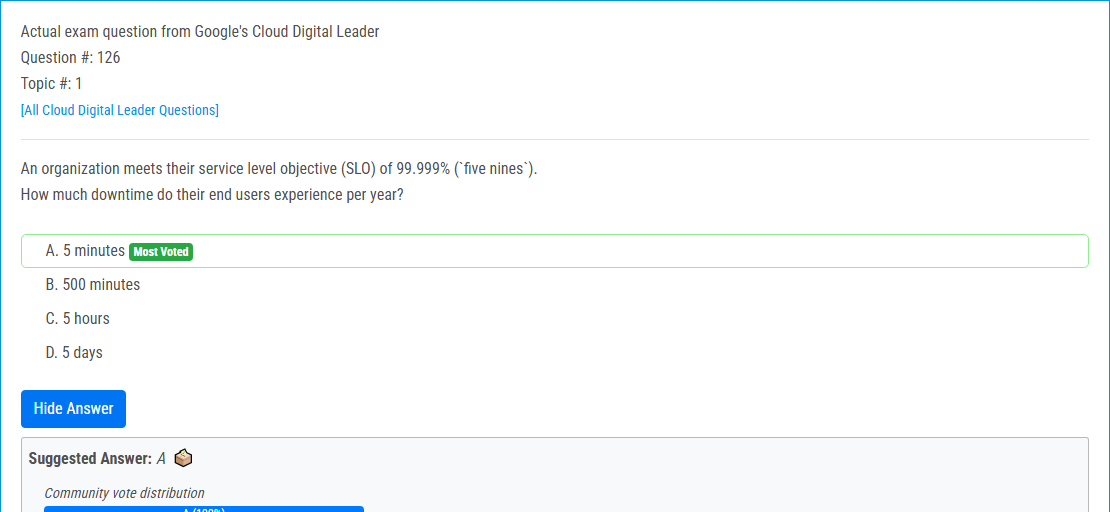 Actual exam question from Google's Cloud Digital Leader
Question #: 126
Topic #: 1
[All Cloud Digital Leader Questions]
An organization meets their service level objective (SLO) of 99.999% (`five nines`).
How much downtime do their end users experience per year?
A. 5 minutes Most Voted
B. 500 minutes
C. 5 hours
D. 5 days
Hide Answer
Suggested Answer: A
Community vote distribution
A (100%)